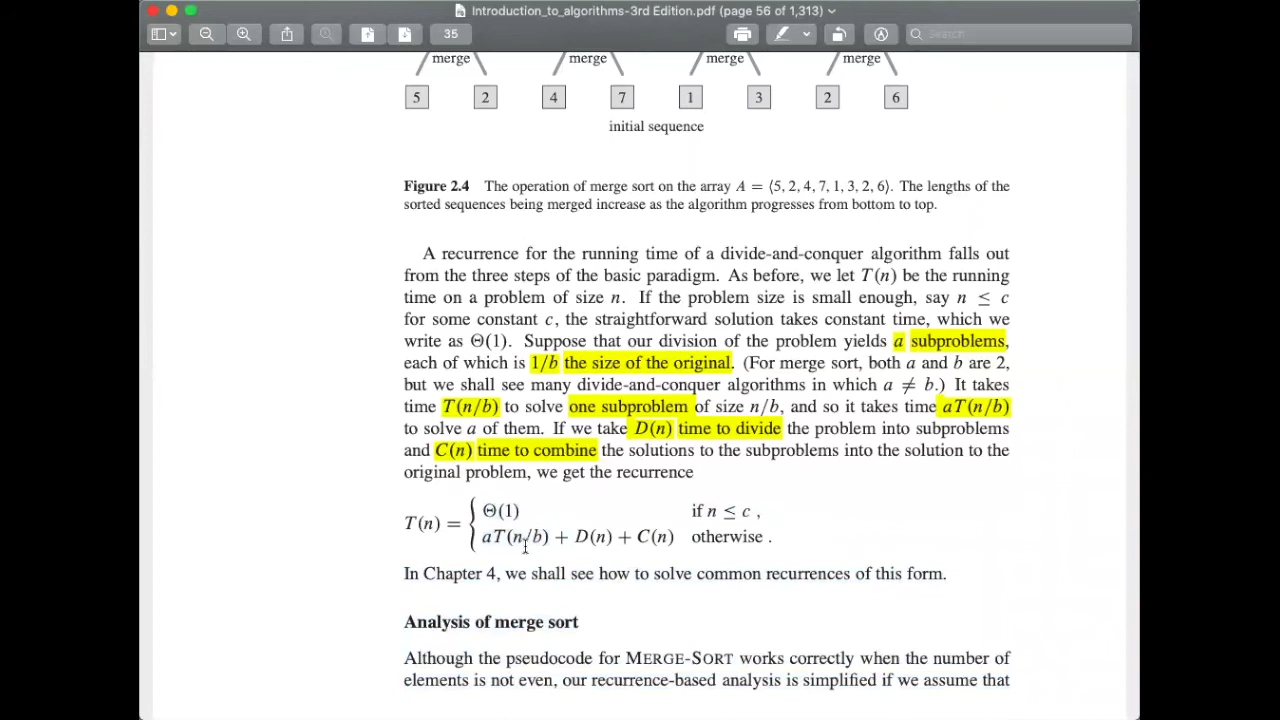 Introduction_to_algorithms-3rd Edition.pdf (page 56 of 1,313)
35
Search
merge merge merge merge
5 2 4 7 1 3 2 6
initial sequence
Figure 2.4 The operation of merge sort on the array A = ⟨5, 2, 4, 7, 1, 3, 2, 6⟩. The lengths of the
sorted sequences being merged increase as the algorithm progresses from bottom to top.
A recurrence for the running time of a divide-and-conquer algorithm falls out
from the three steps of the basic paradigm. As before, we let T(n) be the running
time on a problem of size n. If the problem size is small enough, say n ≤ c
for some constant c, the straightforward solution takes constant time, which we
write as Θ(1). Suppose that our division of the problem yields a subproblems,
each of which is 1/b the size of the original. (For merge sort, both a and b are 2,
but we shall see many divide-and-conquer algorithms in which a ≠ b.) It takes
time T(n/b) to solve one subproblem of size n/b, and so it takes time aT(n/b)
to solve a of them. If we take D(n) time to divide the problem into subproblems
and C(n) time to combine the solutions to the subproblems into the solution to the
original problem, we get the recurrence
Θ(1) if n ≤ c ,
T(n) =
aT(n/b) + D(n) + C(n) otherwise .
In Chapter 4, we shall see how to solve common recurrences of this form.
Analysis of merge sort
Although the pseudocode for MERGE-SORT works correctly when the number of
elements is not even, our recurrence-based analysis is simplified if we assume that